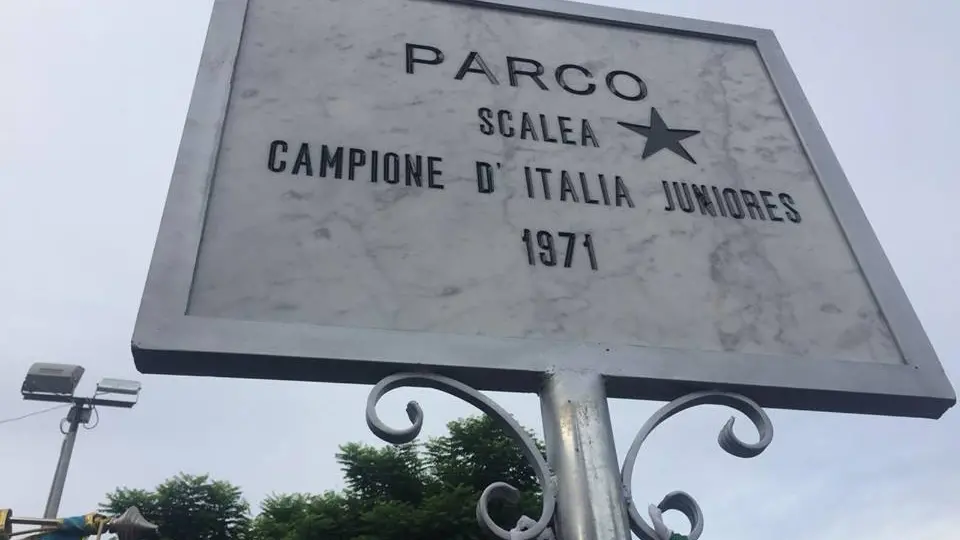 PARCO
SCALEA ★
CAMPIONE D' ITALIA JUNIORES
1971